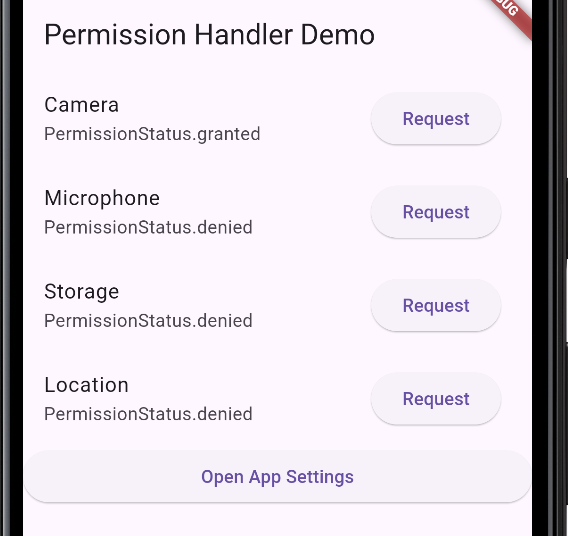 Permission Handler Demo
Camera
PermissionStatus.granted
Request
Microphone
PermissionStatus.denied
Request
Storage
PermissionStatus.denied
Request
Location
PermissionStatus.denied
Request
Open App Settings